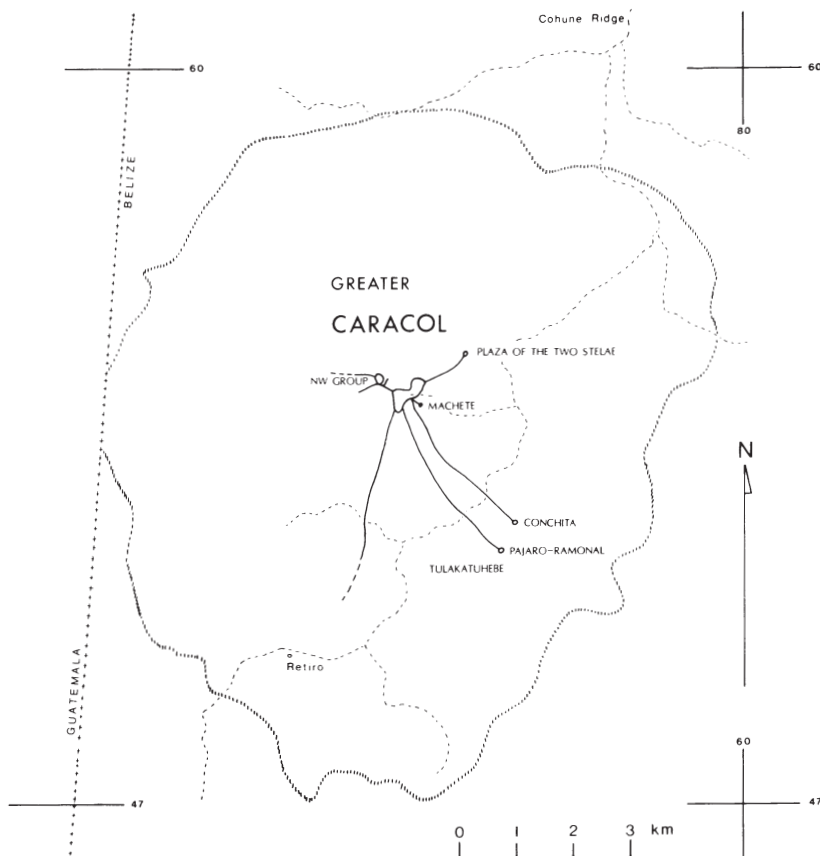 Cohune Ridge
60
60
80
BELIZE
GREATER
CARACOL
PLAZA OF THE TWO STELAE
NW GROUP
MACHETE
N
CONCHITA
PAJARO-RAMONAL
TULAKATUHEBE
Retiro
GUATEMALA
60
47
47
0 1 2 3 km